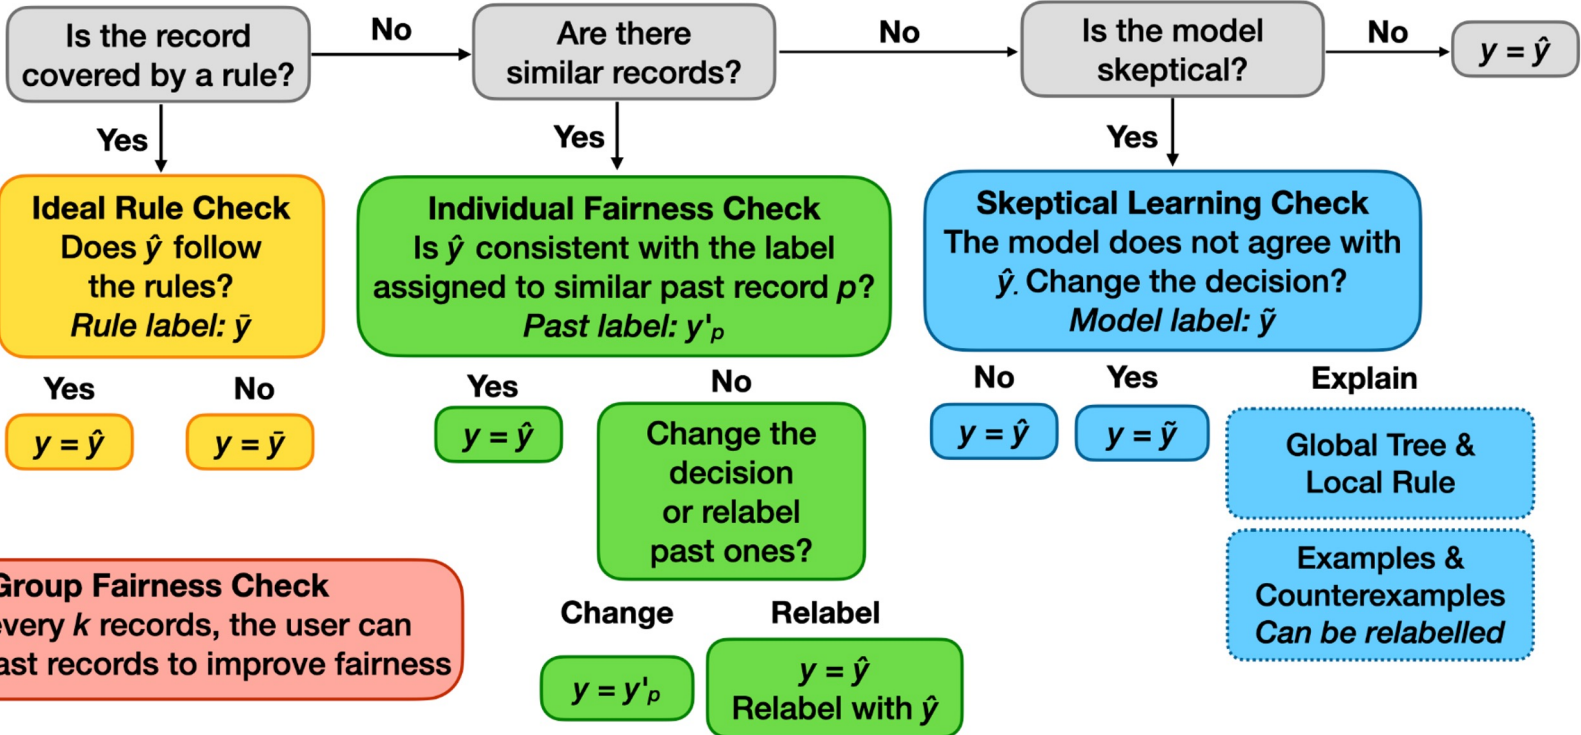 Is the record
covered by a rule?
No
Are there
similar records?
No
Is the model
skeptical?
No
y = ŷ
Yes
Yes
Yes
Ideal Rule Check
Does ŷ follow
the rules?
Rule label: ȳ
Individual Fairness Check
Is ŷ consistent with the label
assigned to similar past record p?
Past label: y'p
Skeptical Learning Check
The model does not agree with
ŷ. Change the decision?
Model label: ỹ
Yes
No
y = ŷ
y = ȳ
Yes
No
y = ŷ
Change the
decision
or relabel
past ones?
Change
Relabel
y = y'p
y = ŷ
Relabel with ŷ
No
Yes
Explain
y = ŷ
y = ỹ
Global Tree &
Local Rule
Examples &
Counterexamples
Can be relabelled
Group Fairness Check
every k records, the user can
records to improve fairness